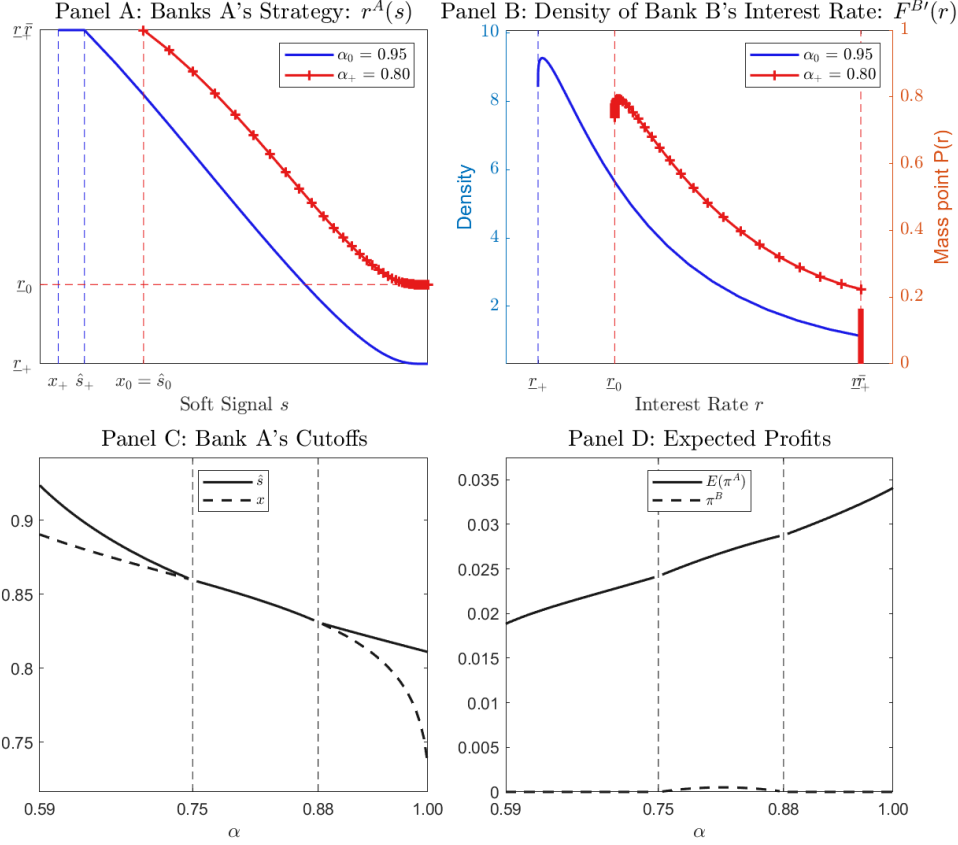 Panel A: Banks A's Strategy: r^A(s)
α_0 = 0.95
α_+ = 0.80
r̲_0
r̲_+
x_+ ŝ_+ x_0 = ŝ_0
Soft Signal s
Panel B: Density of Bank B's Interest Rate: F^{B′}(r)
10
8
6
4
2
Density
α_0 = 0.95
α_+ = 0.80
1
0.8
0.6
0.4
0.2
0
Mass point P(r)
r̲_+ r̲_0
Interest Rate r
Panel C: Bank A's Cutoffs
ŝ
x
0.9
0.85
0.8
0.75
0.59 0.75 0.88 1.00
α
Panel D: Expected Profits
E(π^A)
π^B
0.035
0.03
0.025
0.02
0.015
0.01
0.005
0
0.59 0.75 0.88 1.00
α